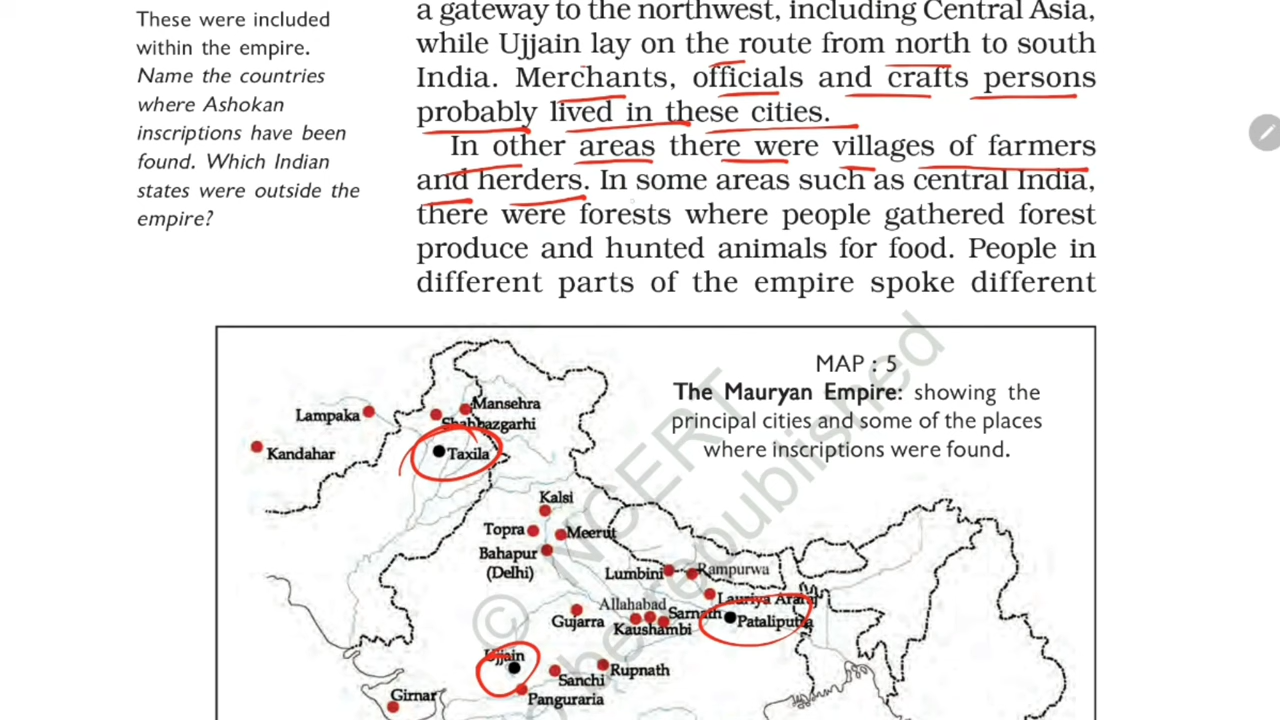 These were included
within the empire.
Name the countries
where Ashokan
inscriptions have been
found. Which Indian
states were outside the
empire?
a gateway to the northwest, including Central Asia,
while Ujjain lay on the route from north to south
India. Merchants, officials and crafts persons
probably lived in these cities.
In other areas there were villages of farmers
and herders. In some areas such as central India,
there were forests where people gathered forest
produce and hunted animals for food. People in
different parts of the empire spoke different
MAP : 5
The Mauryan Empire: showing the
principal cities and some of the places
where inscriptions were found.
Mansehra
Lampaka
Shahbazgarhi
Kandahar
Taxila
Kalsi
Topra
Meerut
Bahapur
(Delhi)
Lumbini
Rampurwa
Lauriya Araraj
Allahabad
Sarnath
Gujarra
Kaushambi
Pataliputra
Ujjain
Rupnath
Sanchi
Girnar
Panguraria
© NCERT
be republished